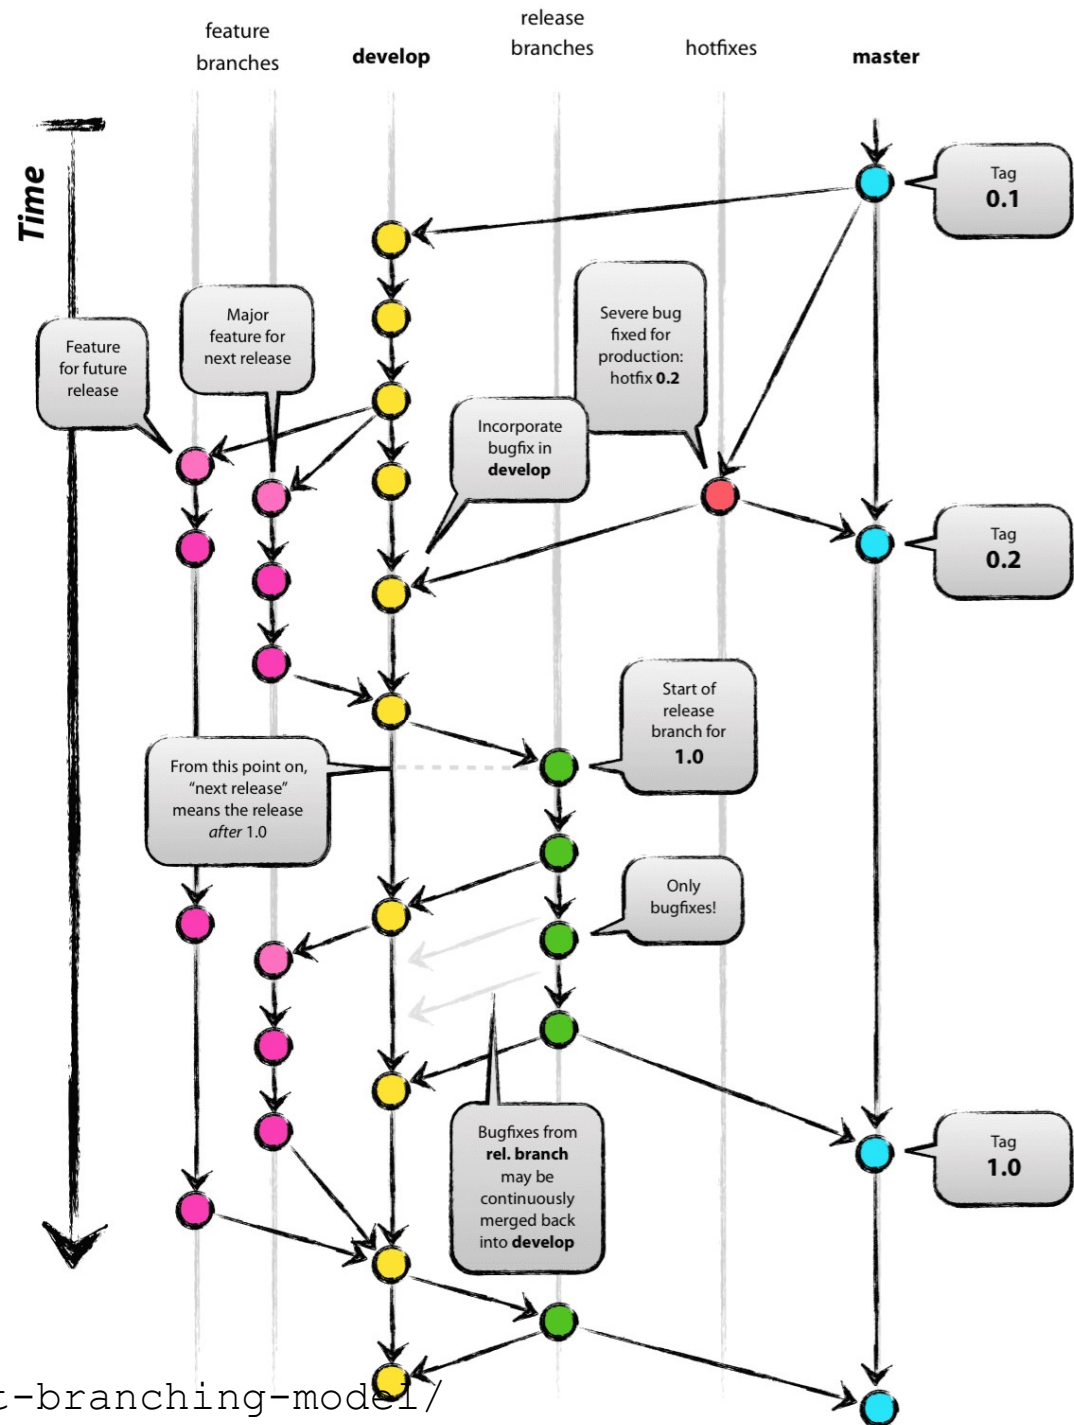 feature
branches
develop
release
branches
hotfixes
master
Time
Tag
0.1
Major
feature for
next release
Severe bug
fixed for
production:
hotfix 0.2
Feature
for future
release
Incorporate
bugfix in
develop
Tag
0.2
Start of
release
branch for
1.0
From this point on,
“next release”
means the release
after 1.0
Only
bugfixes!
Bugfixes from
rel. branch
may be
continuously
merged back
into develop
Tag
1.0
t-branching-model/